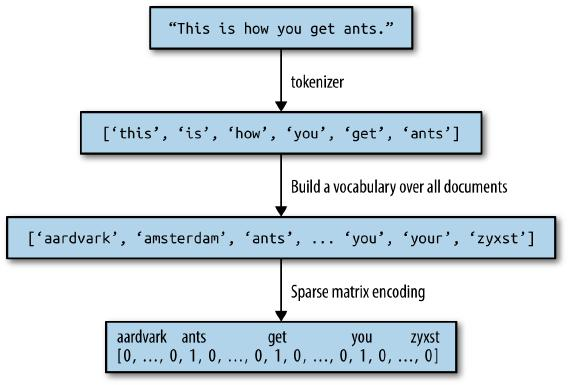 “This is how you get ants.”
tokenizer
[‘this’, ‘is’, ‘how’, ‘you’, ‘get’, ‘ants’]
Build a vocabulary over all documents
[‘aardvark’, ‘amsterdam’, ‘ants’, ... ‘you’, ‘your’, ‘zyxst’]
Sparse matrix encoding
aardvark ants get you zyxst
[0, ..., 0, 1, 0, ..., 0, 1, 0, ..., 0, 1, 0, ..., 0]